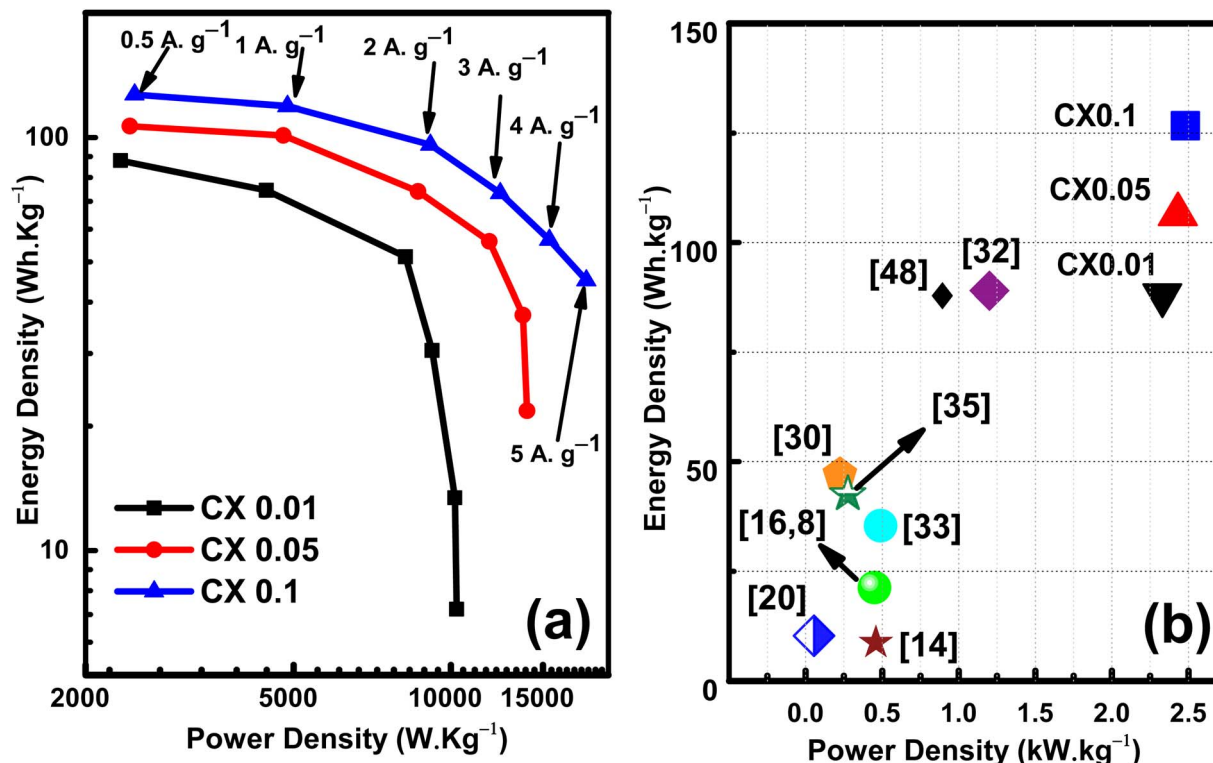 0.5 A. g⁻¹
1 A. g⁻¹
2 A. g⁻¹
3 A. g⁻¹
4 A. g⁻¹
5 A. g⁻¹
100
10
Energy Density (Wh.Kg⁻¹)
CX 0.01
CX 0.05
CX 0.1
(a)
2000 5000 10000 15000
Power Density (W.Kg⁻¹)
150
100
50
0
Energy Density (Wh.kg⁻¹)
CX0.1
CX0.05
CX0.01
[32]
[48]
[35]
[30]
[16,8]
[33]
[20]
[14]
(b)
0.0 0.5 1.0 1.5 2.0 2.5
Power Density (kW.kg⁻¹)